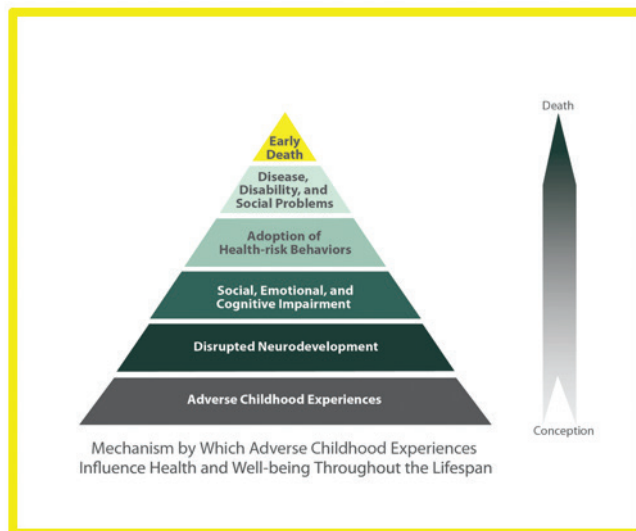 Death
Early
Death
Disease,
Disability, and
Social Problems
Adoption of
Health-risk Behaviors
Social, Emotional, and
Cognitive Impairment
Disrupted Neurodevelopment
Adverse Childhood Experiences
Conception
Mechanism by Which Adverse Childhood Experiences
Influence Health and Well-being Throughout the Lifespan